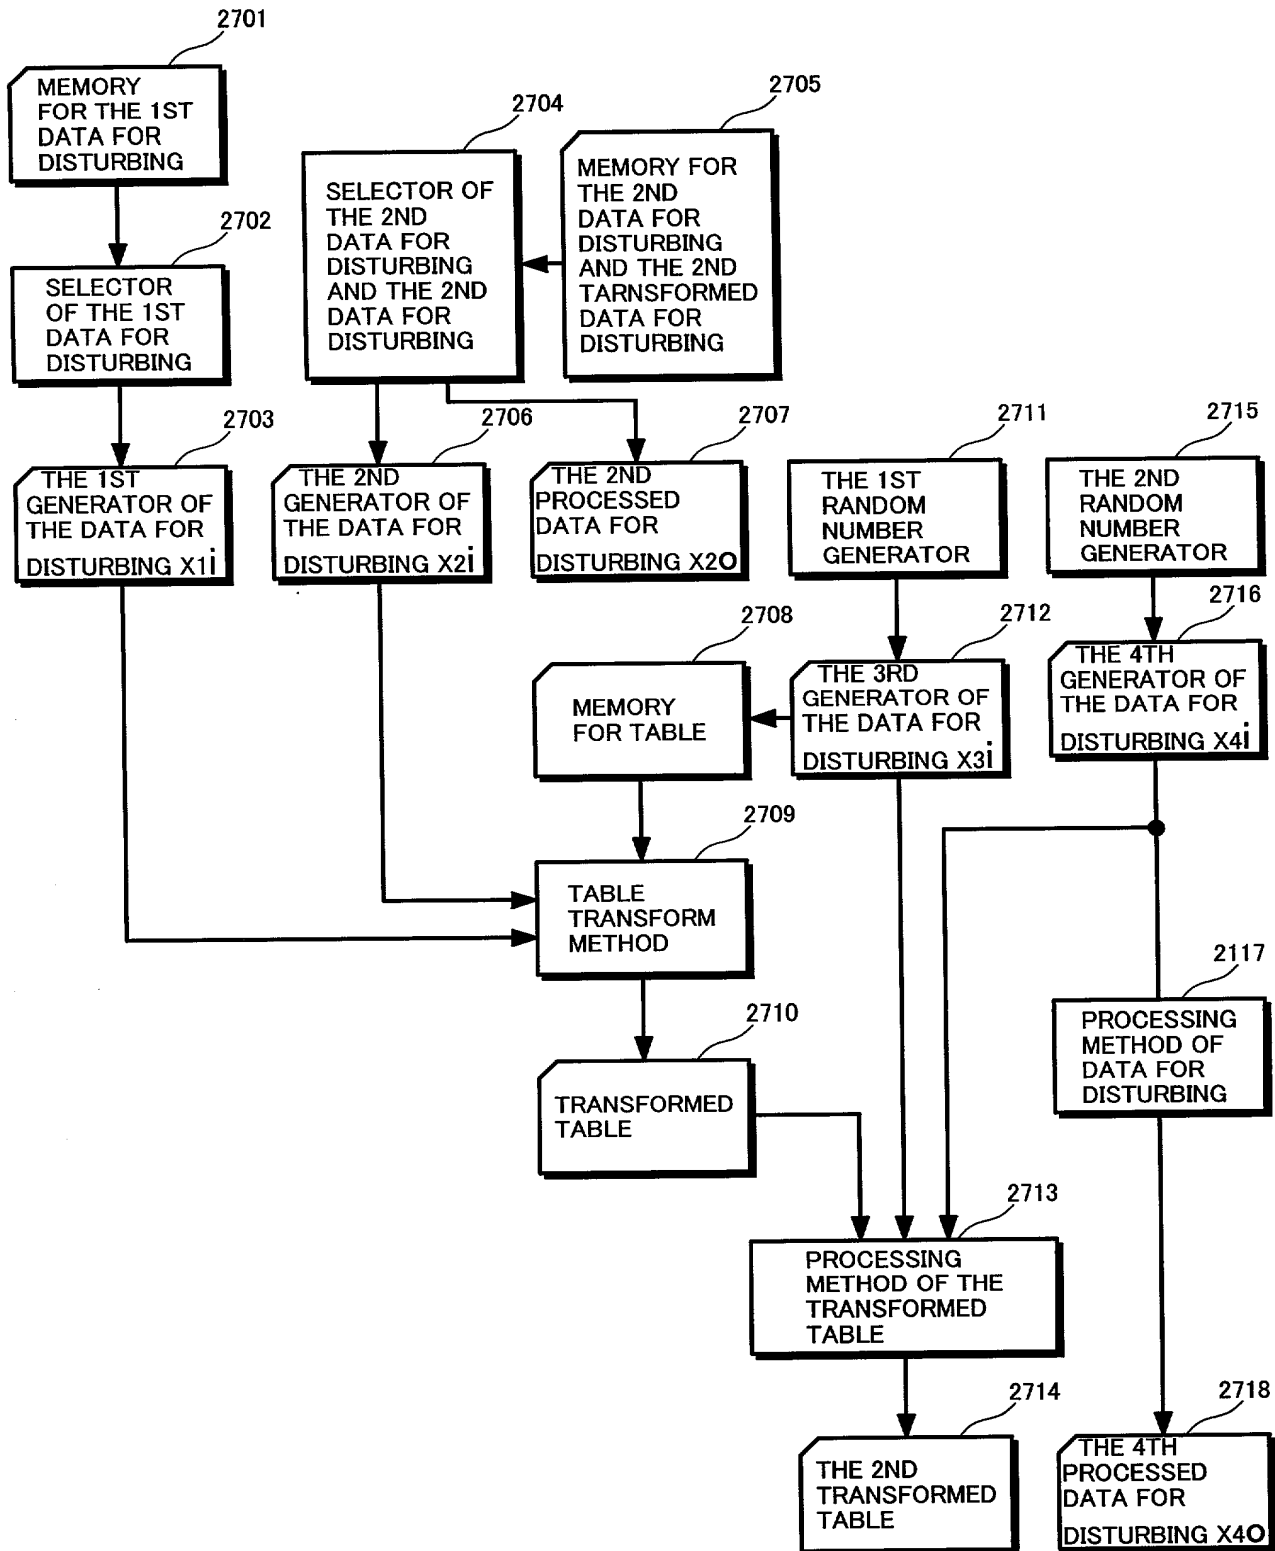 2701
MEMORY
FOR THE 1ST
DATA FOR
DISTURBING
2702
SELECTOR
OF THE 1ST
DATA FOR
DISTURBING
2703
THE 1ST
GENERATOR OF
THE DATA FOR
DISTURBING X1i
2704
SELECTOR OF
THE 2ND
DATA FOR
DISTURBING
AND THE 2ND
DATA FOR
DISTURBING
2705
MEMORY FOR
THE 2ND
DATA FOR
DISTURBING
AND THE 2ND
TARNSFORMED
DATA FOR
DISTURBING
2706
THE 2ND
GENERATOR OF
THE DATA FOR
DISTURBING X2i
2707
THE 2ND
PROCESSED
DATA FOR
DISTURBING X2O
2711
THE 1ST
RANDOM
NUMBER
GENERATOR
2715
THE 2ND
RANDOM
NUMBER
GENERATOR
2708
MEMORY
FOR TABLE
2712
THE 3RD
GENERATOR OF
THE DATA FOR
DISTURBING X3i
2716
THE 4TH
GENERATOR OF
THE DATA FOR
DISTURBING X4i
2709
TABLE
TRANSFORM
METHOD
2117
PROCESSING
METHOD OF
DATA FOR
DISTURBING
2710
TRANSFORMED
TABLE
2713
PROCESSING
METHOD OF THE
TRANSFORMED
TABLE
2714
THE 2ND
TRANSFORMED
TABLE
2718
THE 4TH
PROCESSED
DATA FOR
DISTURBING X4O